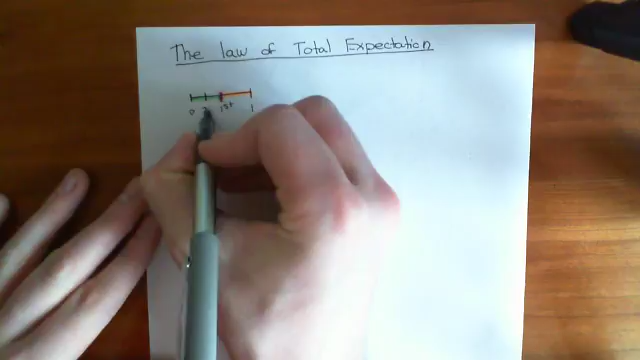 The law of Total Expectation
0 1st 1